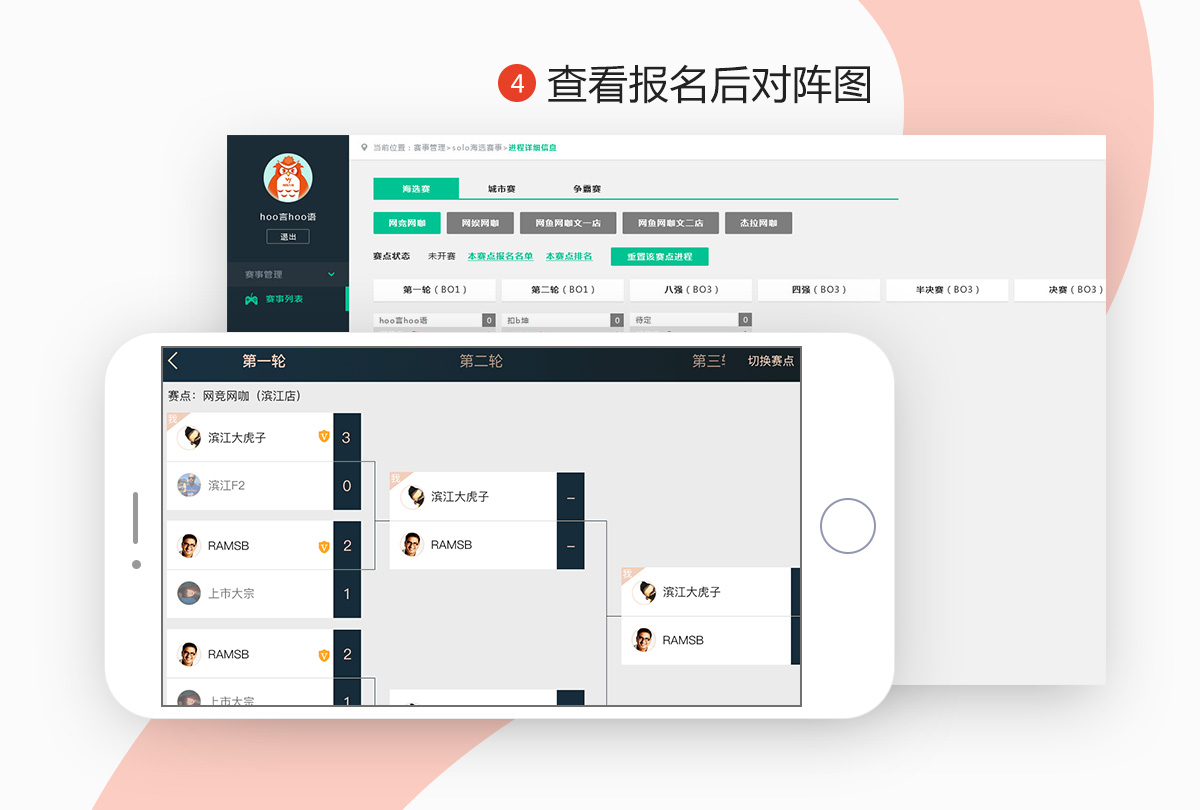 4 查看报名后对阵图
当前位置：赛事管理>solo海选赛事>进程详细信息
hoo言hoo语
退出
赛事管理
赛事列表
海选赛 城市赛 争霸赛
网竞网咖 网娱网咖 网鱼网咖文一店 网鱼网咖文二店 杰拉网咖
赛点状态 未开赛 本赛点报名名单 本赛点排名 重置该赛点进程
第一轮（BO1） 第二轮（BO1） 八强（BO3） 四强（BO3） 半决赛（BO3） 决赛（BO3）
hoo言hoo语 0 扣b坤 0 待定 0
第一轮 第二轮 第三 切换赛点
赛点：网竞网咖（滨江店）
我 滨江大虎子 V 3
滨江F2 0
RAMSB V 2
上市大宗 1
RAMSB V 2
上市大宗 1
我 滨江大虎子 –
RAMSB –
我 滨江大虎子
RAMSB